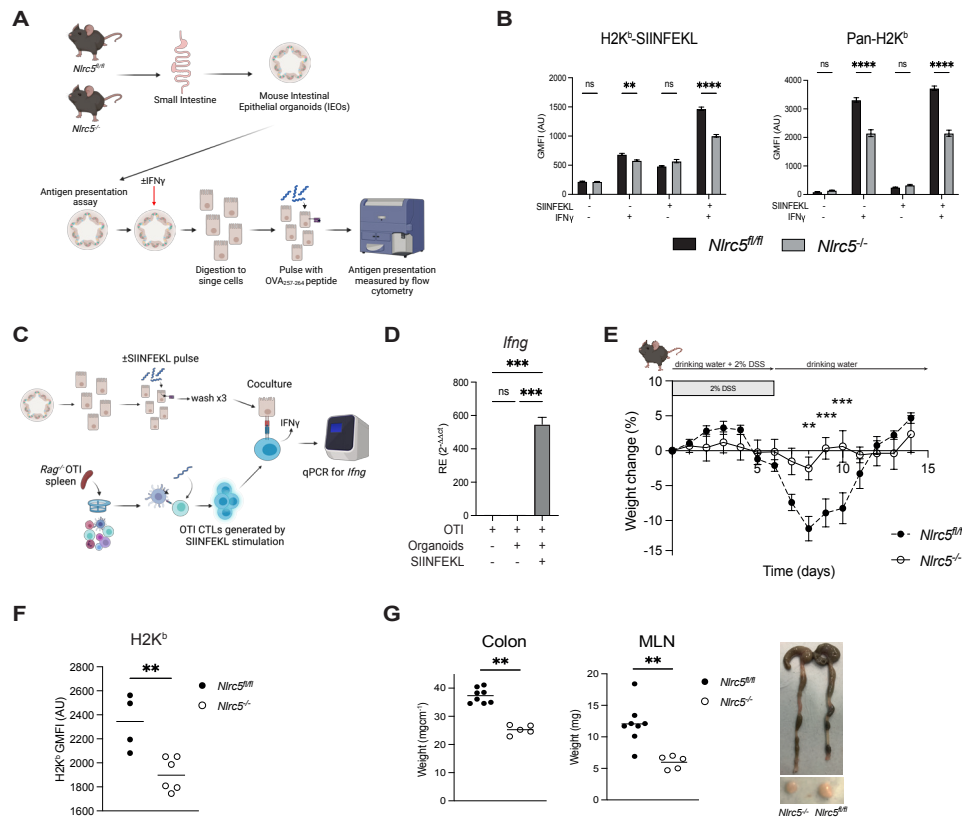 A
Nlrc5fl/fl
Nlrc5-/-
Small Intestine
Mouse Intestinal
Epithelial organoids (IEOs)
Antigen presentation
assay
±IFNγ
Digestion to
singe cells
Pulse with
OVA257-264 peptide
Antigen presentation
measured by flow
cytometry
B
H2Kb-SIINFEKL
ns
**
ns
****
GMFI (AU)
2000
1500
1000
500
0
SIINFEKL - - + +
IFNγ - + - +
Pan-H2Kb
ns
****
ns
****
GMFI (AU)
4000
3000
2000
1000
0
SIINFEKL - - + +
IFNγ - + - +
Nlrc5fl/fl
Nlrc5-/-
C
±SIINFEKL pulse
wash x3
Coculture
IFNγ
qPCR for Ifng
Rag-/-OTI
spleen
OTI CTLs generated by
SIINFEKL stimulation
D
Ifng
***
ns
***
RE (2-ΔΔct)
800
600
400
200
0
OTI + + +
Organoids - + +
SIINFEKL - - +
E
drinking water + 2% DSS
drinking water
2% DSS
Weight change (%)
10
5
0
-5
-10
-15
5
10
15
**
***
***
Time (days)
Nlrc5fl/fl
Nlrc5-/-
F
H2Kb
**
H2Kb GMFI (AU)
2800
2600
2400
2200
2000
1800
1600
Nlrc5fl/fl
Nlrc5-/-
G
Colon
**
Weight (mgcm-1)
50
40
30
20
10
0
MLN
**
Weight (mg)
20
15
10
5
0
Nlrc5fl/fl
Nlrc5-/-
Nlrc5-/-
Nlrc5fl/fl